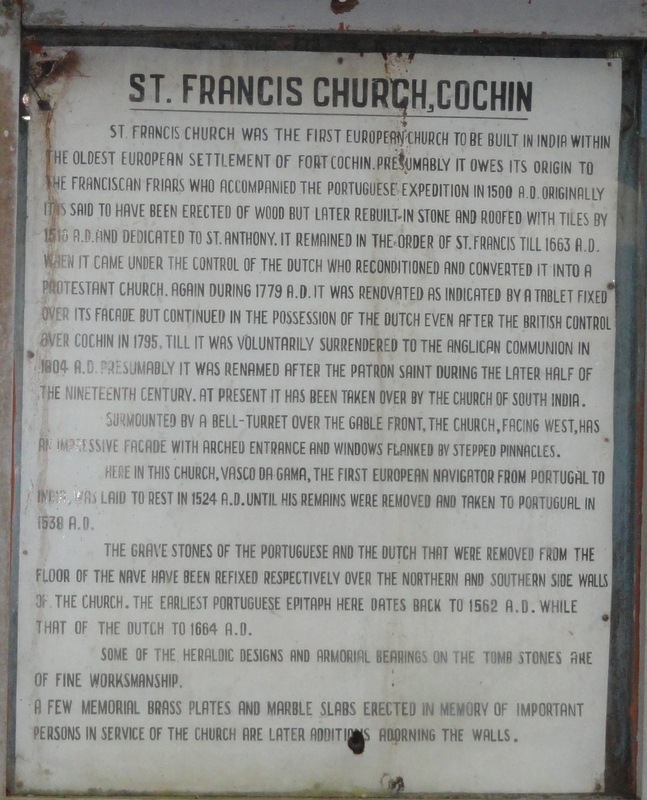 ST. FRANCIS CHURCH,COCHIN
ST. FRANCIS CHURCH WAS THE FIRST EUROPEAN CHURCH TO BE BUILT IN INDIA WITHIN
THE OLDEST EUROPEAN SETTLEMENT OF FORT COCHIN. PRESUMABLY IT OWES ITS ORIGIN TO
THE FRANCISCAN FRIARS WHO ACCOMPANIED THE PORTUGUESE EXPEDITION IN 1500 A.D. ORIGINALLY
IT IS SAID TO HAVE BEEN ERECTED OF WOOD BUT LATER REBUILT IN STONE AND ROOFED WITH TILES BY
1516 A.D. AND DEDICATED TO ST. ANTHONY. IT REMAINED IN THE ORDER OF ST. FRANCIS TILL 1663 A.D.
WHEN IT CAME UNDER THE CONTROL OF THE DUTCH WHO RECONDITIONED AND CONVERTED IT INTO A
PROTESTANT CHURCH. AGAIN DURING 1779 A.D. IT WAS RENOVATED AS INDICATED BY A TABLET FIXED
OVER ITS FACADE BUT CONTINUED IN THE POSSESSION OF THE DUTCH EVEN AFTER THE BRITISH CONTROL
OVER COCHIN IN 1795, TILL IT WAS VOLUNTARILY SURRENDERED TO THE ANGLICAN COMMUNION IN
1804 A.D. PRESUMABLY IT WAS RENAMED AFTER THE PATRON SAINT DURING THE LATER HALF OF
THE NINETEENTH CENTURY. AT PRESENT IT HAS BEEN TAKEN OVER BY THE CHURCH OF SOUTH INDIA.
SURMOUNTED BY A BELL-TURRET OVER THE GABLE FRONT, THE CHURCH, FACING WEST, HAS
AN IMPRESSIVE FACADE WITH ARCHED ENTRANCE AND WINDOWS FLANKED BY STEPPED PINNACLES.
HERE IN THIS CHURCH, VASCO DA GAMA, THE FIRST EUROPEAN NAVIGATOR FROM PORTUGAL TO
INDIA, WAS LAID TO REST IN 1524 A.D. UNTIL HIS REMAINS WERE REMOVED AND TAKEN TO PORTUGUAL IN
1538 A.D.
THE GRAVE STONES OF THE PORTUGUESE AND THE DUTCH THAT WERE REMOVED FROM THE
FLOOR OF THE NAVE HAVE BEEN REFIXED RESPECTIVELY OVER THE NORTHERN AND SOUTHERN SIDE WALLS
OF THE CHURCH. THE EARLIEST PORTUGUESE EPITAPH HERE DATES BACK TO 1562 A.D. WHILE
THAT OF THE DUTCH TO 1664 A.D.
SOME OF THE HERALDIC DESIGNS AND ARMORIAL BEARINGS ON THE TOMB STONES ARE
OF FINE WORKSMANSHIP.
A FEW MEMORIAL BRASS PLATES AND MARBLE SLABS ERECTED IN MEMORY OF IMPORTANT
PERSONS IN SERVICE OF THE CHURCH ARE LATER ADDITIONS ADORNING THE WALLS.